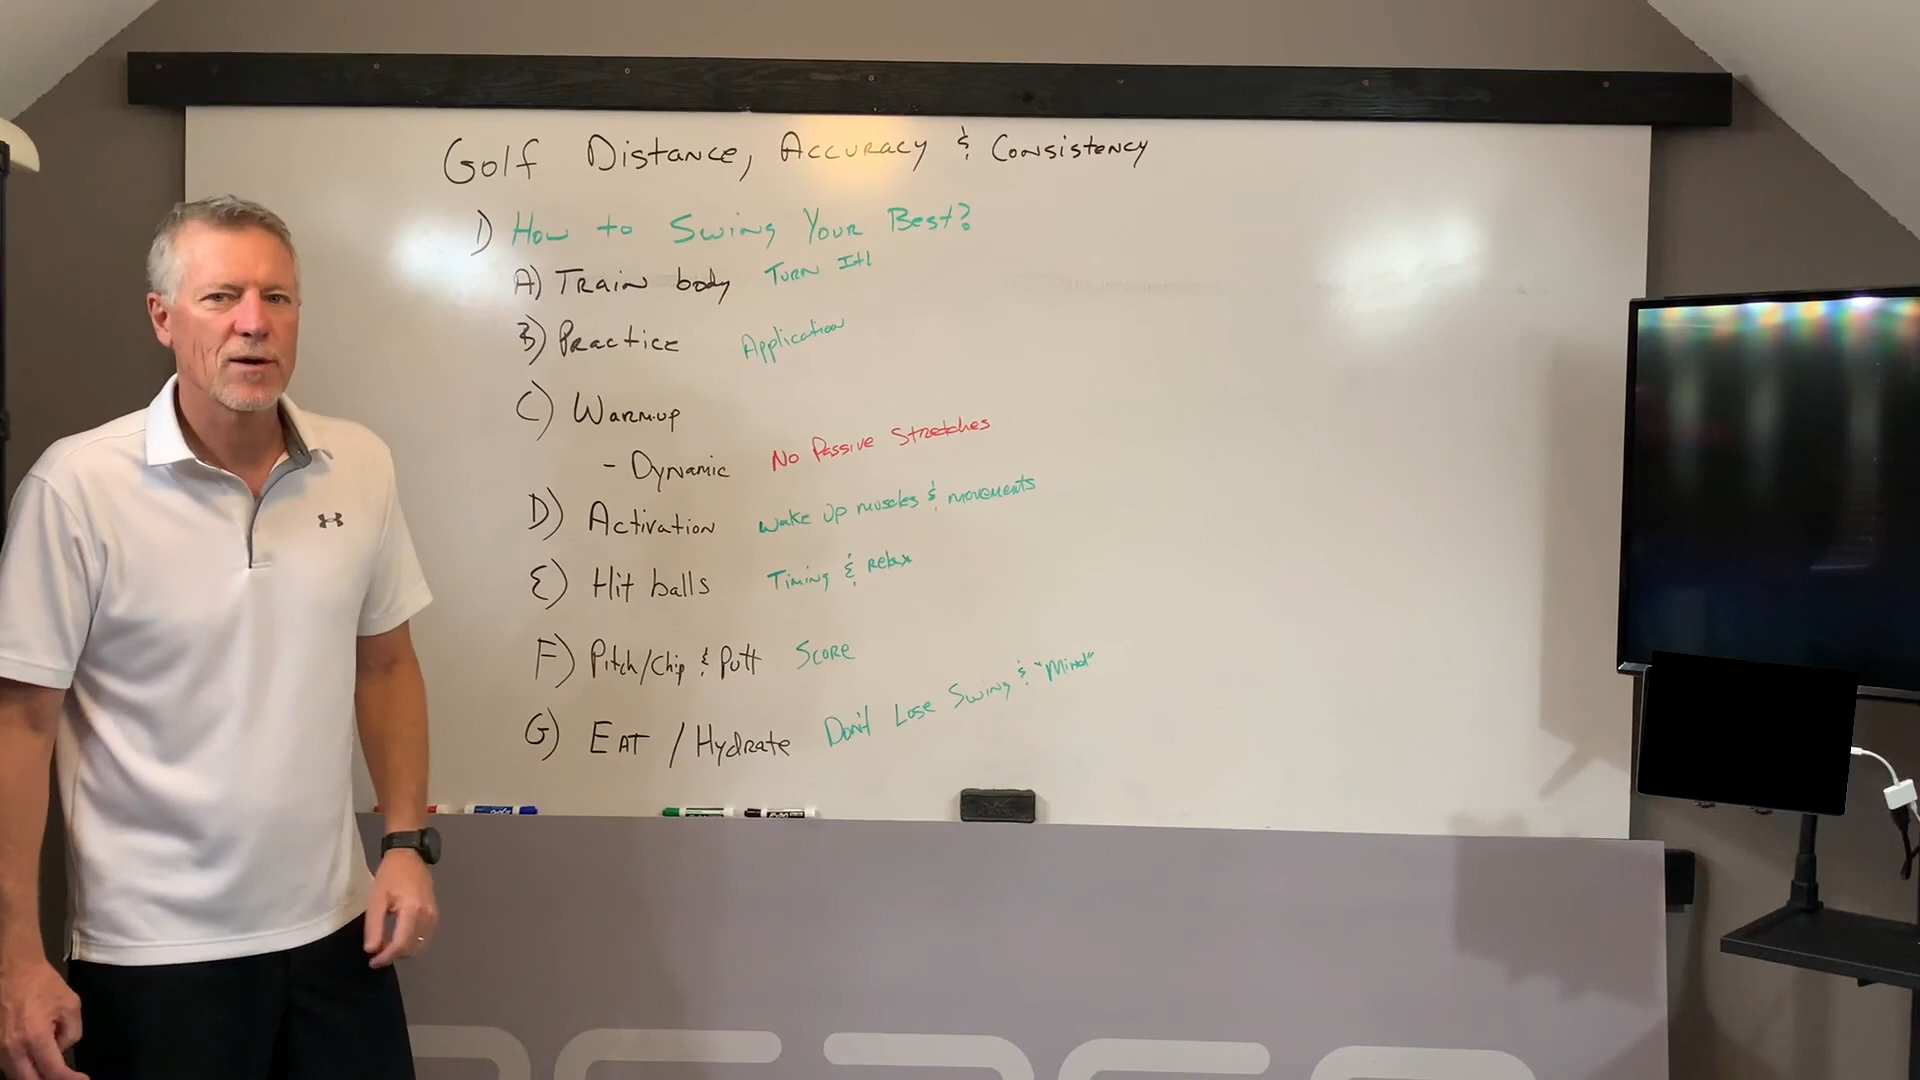 Golf Distance, Accuracy & Consistency
1) How to Swing Your Best?
A) Train body Turn It!
B) Practice Application
C) Warm-up
- Dynamic No Passive Stretches
D) Activation Wake up muscles & movements
E) Hit balls Timing & relax
F) Pitch/Chip & Putt Score
G) Eat / Hydrate Don't Lose Swing & "Mind"